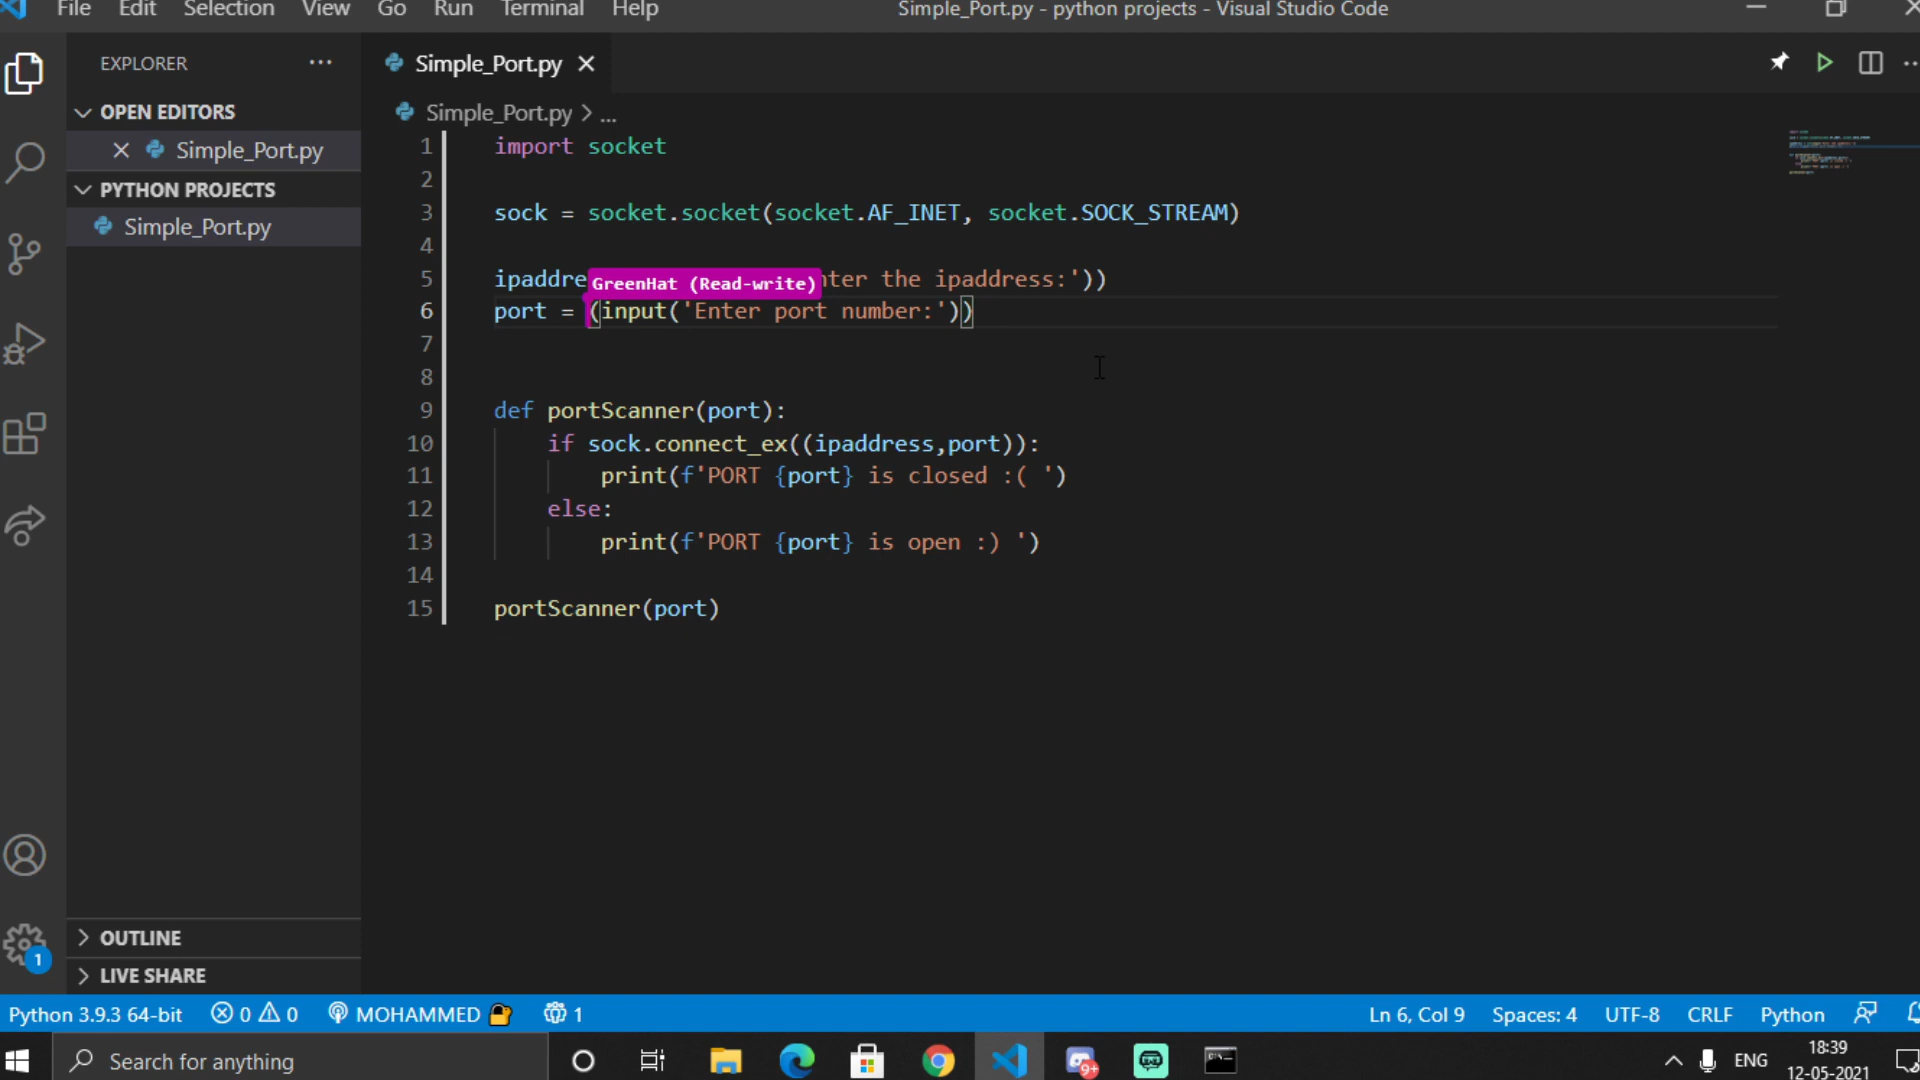 File Edit Selection View Go Run Terminal Help
Simple_Port.py - python projects - Visual Studio Code
EXPLORER
OPEN EDITORS
Simple_Port.py
PYTHON PROJECTS
Simple_Port.py
OUTLINE
LIVE SHARE
Simple_Port.py
Simple_Port.py > ...
1 import socket
2
3 sock = socket.socket(socket.AF_INET, socket.SOCK_STREAM)
4
5 ipaddre GreenHat (Read-write) nter the ipaddress:'))
6 port = (input('Enter port number:'))
7
8
9 def portScanner(port):
10 if sock.connect_ex((ipaddress,port)):
11 print(f'PORT {port} is closed :( ')
12 else:
13 print(f'PORT {port} is open :) ')
14
15 portScanner(port)
1
Python 3.9.3 64-bit 0 0 MOHAMMED 1 Ln 6, Col 9 Spaces: 4 UTF-8 CRLF Python
Search for anything
9+
ENG
18:39
12-05-2021